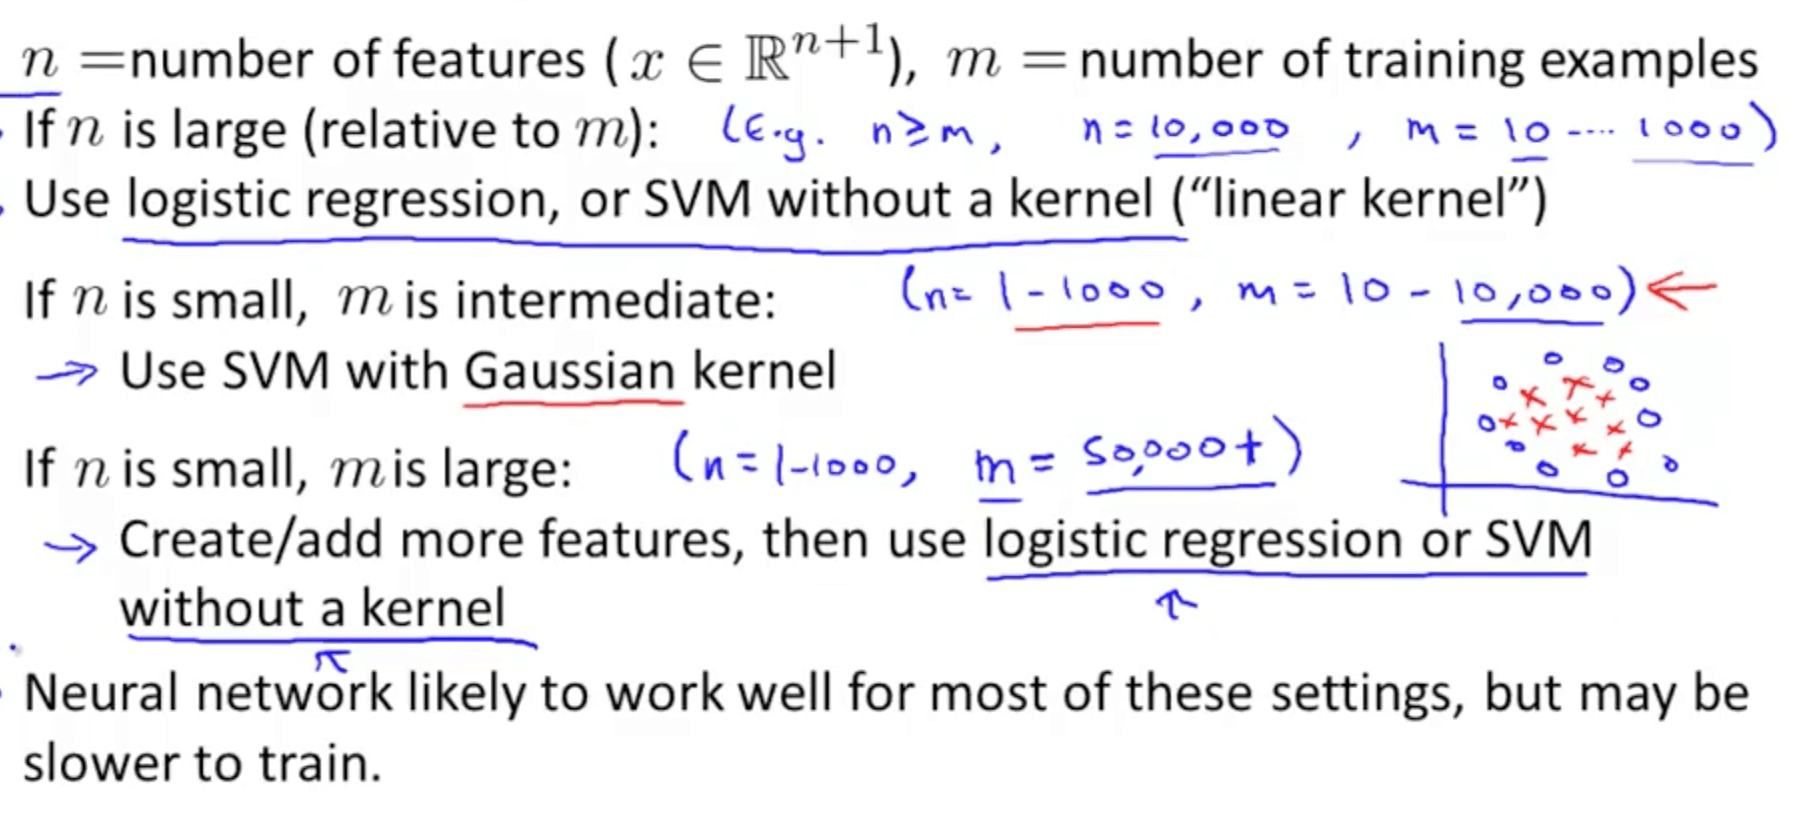 n = number of features (x ∈ ℝⁿ⁺¹), m = number of training examples
If n is large (relative to m): (E.g. n ≥ m, n = 10,000, m = 10 .... 1000)
Use logistic regression, or SVM without a kernel (“linear kernel”)
If n is small, m is intermediate: (n = 1 - 1000, m = 10 - 10,000) ←
→ Use SVM with Gaussian kernel
If n is small, m is large: (n = 1 - 1000, m = 50,000+)
→ Create/add more features, then use logistic regression or SVM
without a kernel
Neural network likely to work well for most of these settings, but may be
slower to train.